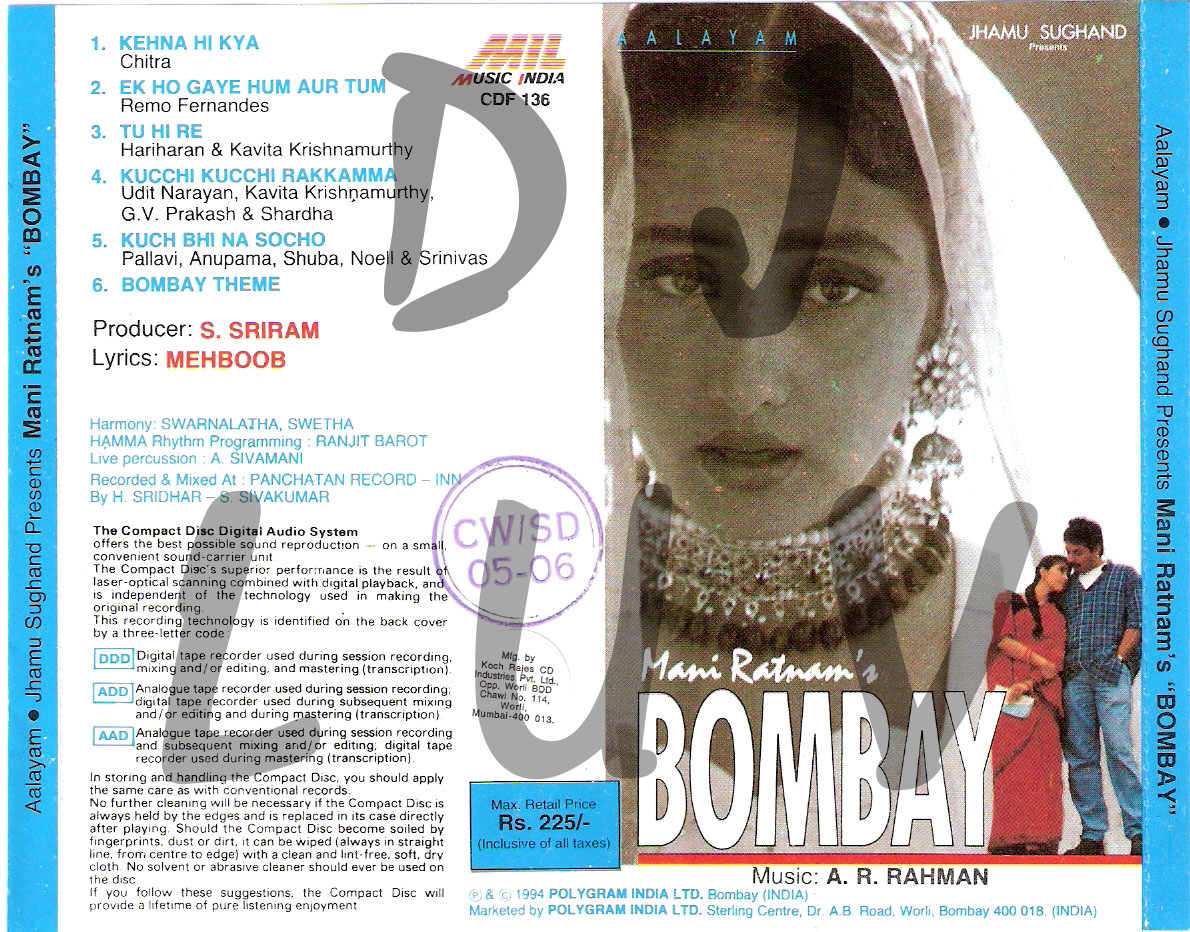 Aalayam ● Jhamu Sughand Presents Mani Ratnam's "BOMBAY"
1. KEHNA HI KYA
Chitra
2. EK HO GAYE HUM AUR TUM
Remo Fernandes
3. TU HI RE
Hariharan & Kavita Krishnamurthy
4. KUCCHI KUCCHI RAKKAMMA
Udit Narayan, Kavita Krishnamurthy,
G.V. Prakash & Shardha
5. KUCH BHI NA SOCHO
Pallavi, Anupama, Shuba, Noell & Srinivas
6. BOMBAY THEME
Producer: S. SRIRAM
Lyrics: MEHBOOB
Harmony: SWARNALATHA, SWETHA
HAMMA Rhythm Programming : RANJIT BAROT
Live percussion : A. SIVAMANI
Recorded & Mixed At : PANCHATAN RECORD – INN
By H. SRIDHAR – S. SIVAKUMAR
The Compact Disc Digital Audio System
offers the best possible sound reproduction — on a small,
convenient sound-carrier unit
The Compact Disc's superior performance is the result of
laser-optical scanning combined with digital playback, and
is independent of the technology used in making the
original recording.
This recording technology is identified on the back cover
by a three-letter code:
DDD Digital tape recorder used during session recording,
mixing and/or editing, and mastering (transcription).
ADD Analogue tape recorder used during session recording;
digital tape recorder used during subsequent mixing
and/or editing and during mastering (transcription).
AAD Analogue tape recorder used during session recording
and subsequent mixing and/or editing; digital tape
recorder used during mastering (transcription).
In storing and handling the Compact Disc, you should apply
the same care as with conventional records.
No further cleaning will be necessary if the Compact Disc is
always held by the edges and is replaced in its case directly
after playing. Should the Compact Disc become soiled by
fingerprints, dust or dirt, it can be wiped (always in straight
line, from centre to edge) with a clean and lint-free, soft, dry
cloth. No solvent or abrasive cleaner should ever be used on
the disc.
If you follow these suggestions, the Compact Disc will
provide a lifetime of pure listening enjoyment.
MIL
MUSIC INDIA
CDF 136
CWISD
05-06
Mfg. by
Koch Rajes CD
Industries Pvt. Ltd.,
Opp. Worli BDD
Chawl No. 114,
Worli,
Mumbai-400 013.
Max. Retail Price
Rs. 225/-
(Inclusive of all taxes)
AALAYAM
JHAMU SUGHAND
Presents
Mani Ratnam's
BOMBAY
Music: A. R. RAHMAN
Ⓟ & © 1994 POLYGRAM INDIA LTD. Bombay (INDIA)
Marketed by POLYGRAM INDIA LTD. Sterling Centre, Dr. A.B. Road, Worli, Bombay 400 018. (INDIA)
Aalayam ● Jhamu Sughand Presents Mani Ratnam's "BOMBAY"
DJ
LUV